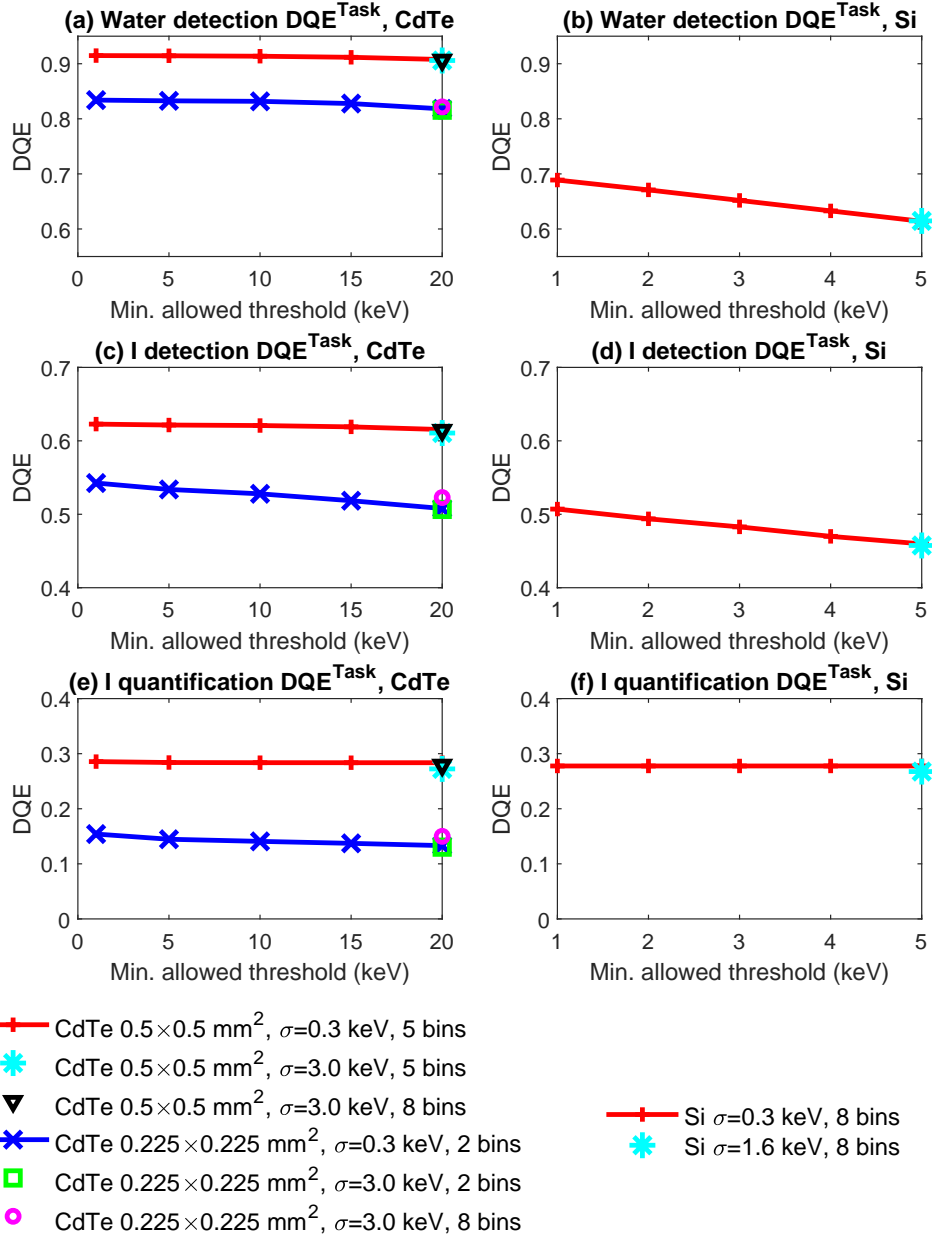 (a) Water detection DQE^Task, CdTe
(b) Water detection DQE^Task, Si
DQE
0.9
0.8
0.7
0.6
0 5 10 15 20
Min. allowed threshold (keV)
DQE
0.9
0.8
0.7
0.6
1 2 3 4 5
Min. allowed threshold (keV)
(c) I detection DQE^Task, CdTe
(d) I detection DQE^Task, Si
DQE
0.7
0.6
0.5
0.4
0 5 10 15 20
Min. allowed threshold (keV)
DQE
0.7
0.6
0.5
0.4
1 2 3 4 5
Min. allowed threshold (keV)
(e) I quantification DQE^Task, CdTe
(f) I quantification DQE^Task, Si
DQE
0.4
0.3
0.2
0.1
0
0 5 10 15 20
Min. allowed threshold (keV)
DQE
0.4
0.3
0.2
0.1
0
1 2 3 4 5
Min. allowed threshold (keV)
CdTe 0.5×0.5 mm², σ=0.3 keV, 5 bins
CdTe 0.5×0.5 mm², σ=3.0 keV, 5 bins
CdTe 0.5×0.5 mm², σ=3.0 keV, 8 bins
CdTe 0.225×0.225 mm², σ=0.3 keV, 2 bins
CdTe 0.225×0.225 mm², σ=3.0 keV, 2 bins
CdTe 0.225×0.225 mm², σ=3.0 keV, 8 bins
Si σ=0.3 keV, 8 bins
Si σ=1.6 keV, 8 bins